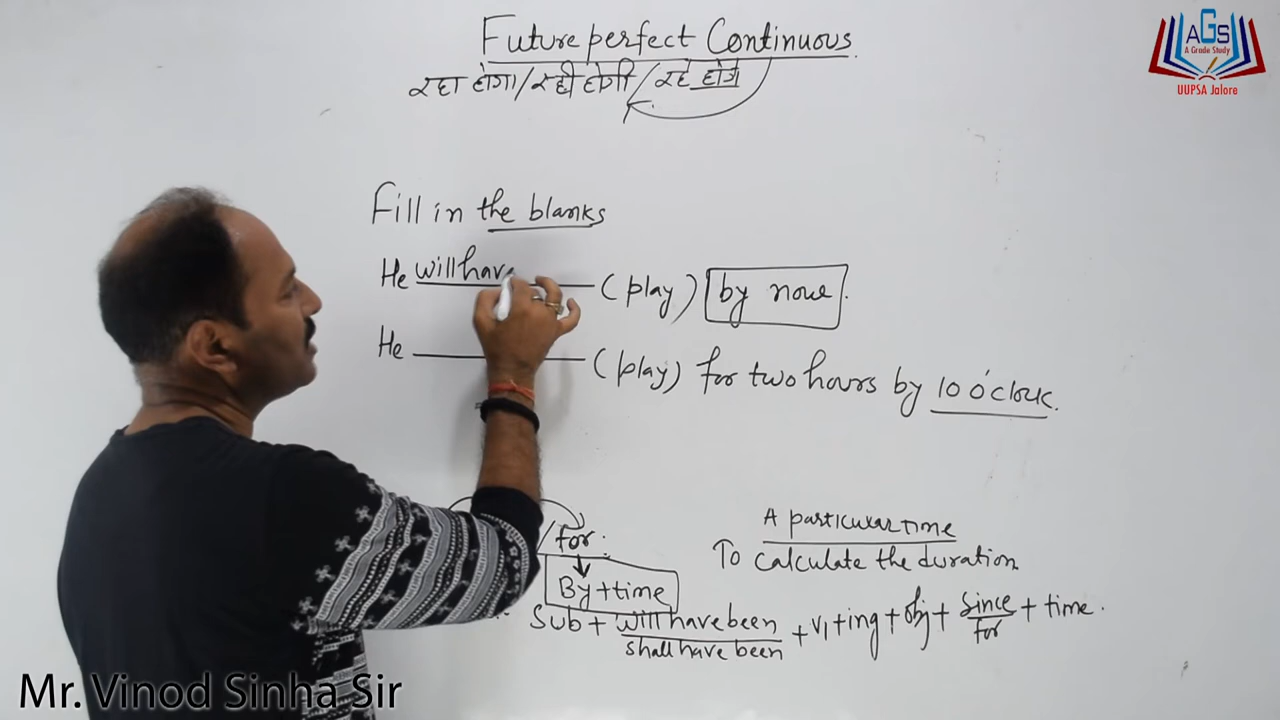 Future perfect Continuous.
रहा होगा/रही होगी/रहे होंगे
AGS
A Grade Study
UUPSA Jalore
Fill in the blanks
He will have (play) by now.
He (play) for two hours by 10 o'clock.
/for.
By+time
A particular time
To calculate the duration
Sub + will have been / shall have been + V1 + ing + obj + since / for + time.
Mr. Vinod Sinha Sir